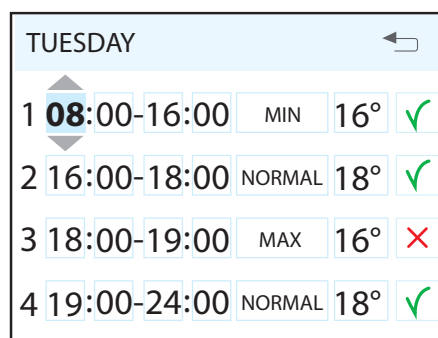 TUESDAY
1 08:00-16:00 MIN 16°
2 16:00-18:00 NORMAL 18°
3 18:00-19:00 MAX 16°
4 19:00-24:00 NORMAL 18°